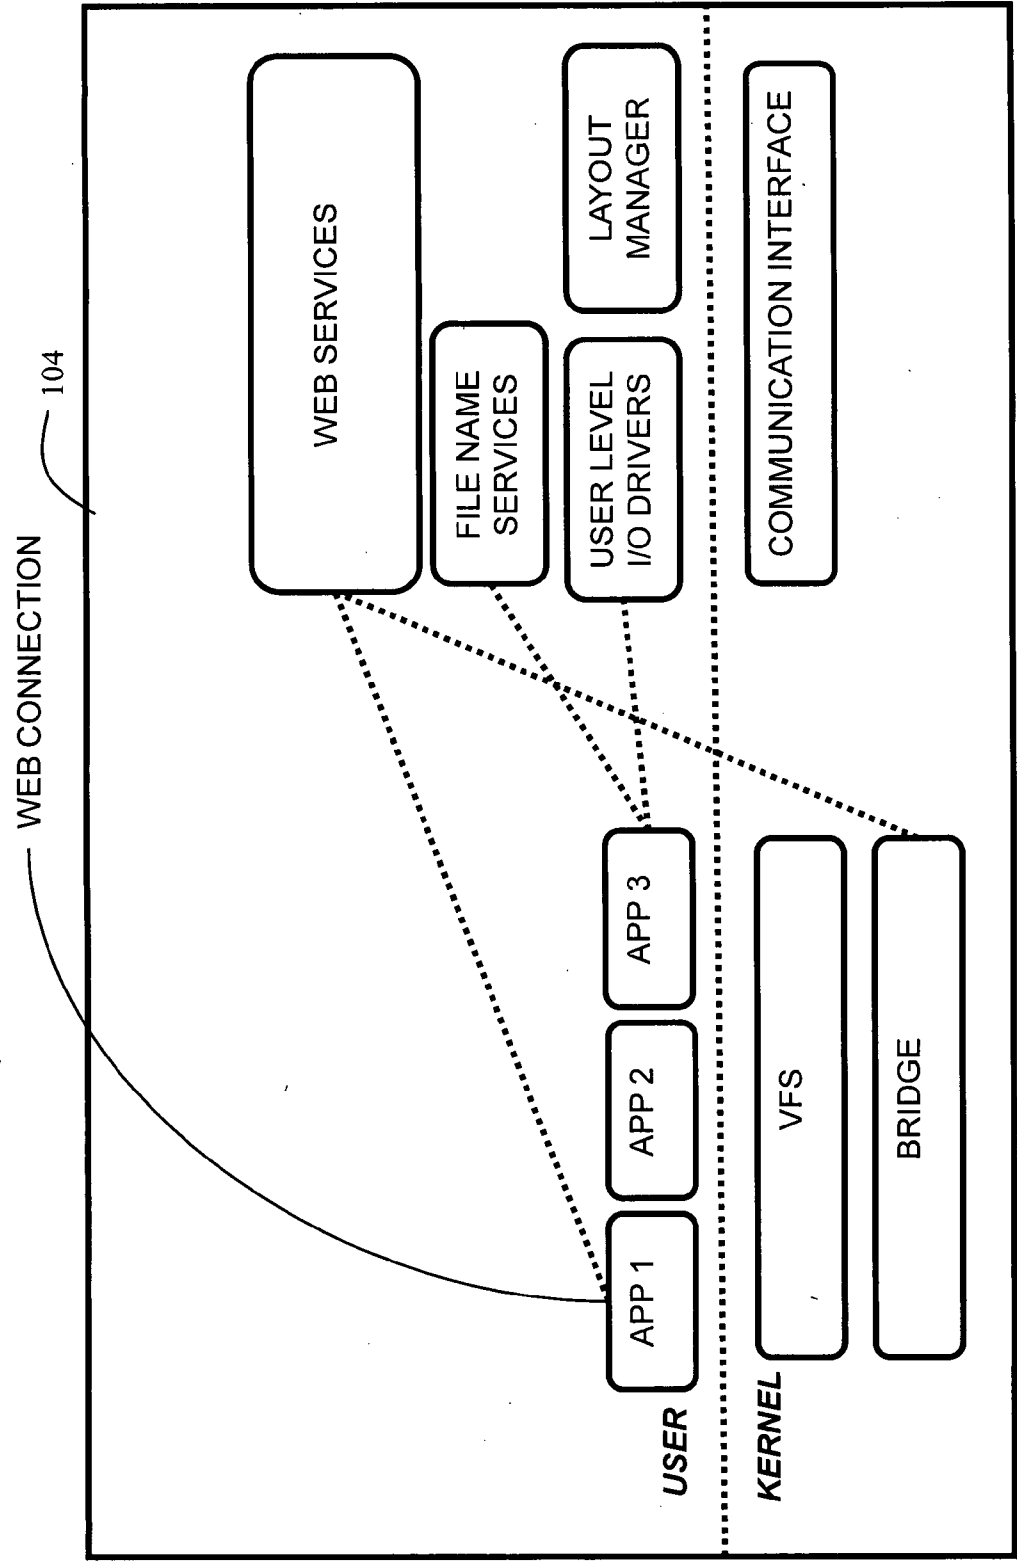 WEB CONNECTION
104
WEB SERVICES
FILE NAME
SERVICES
USER LEVEL
I/O DRIVERS
LAYOUT
MANAGER
APP 1
APP 2
APP 3
USER
KERNEL
VFS
BRIDGE
COMMUNICATION INTERFACE